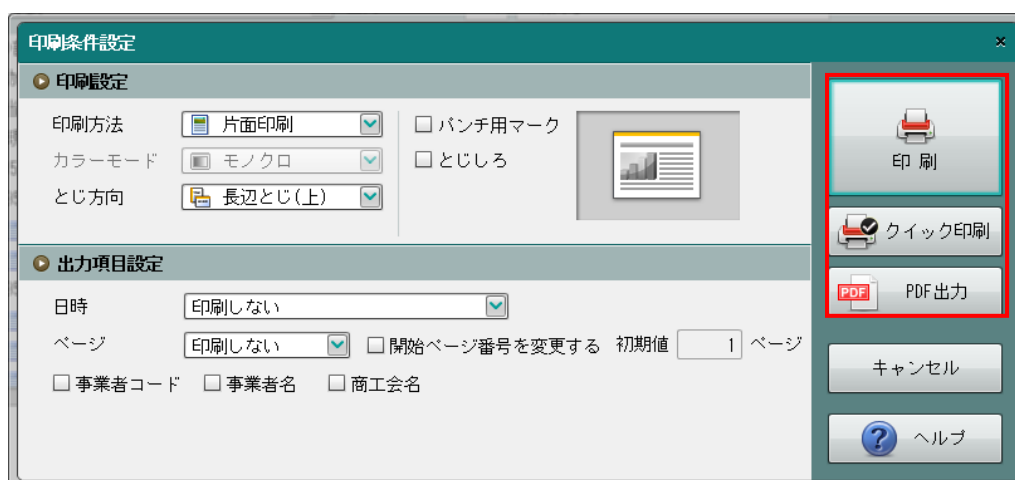 印刷条件設定 ×
印刷設定
印刷方法 片面印刷 パンチ用マーク
カラーモード モノクロ とじしろ
とじ方向 長辺とじ(上)
出力項目設定
日時 印刷しない
ページ 印刷しない 開始ページ番号を変更する 初期値 1 ページ
事業者コード 事業者名 商工会名
印 刷
クイック印刷
PDF PDF出力
キャンセル
? ヘルプ